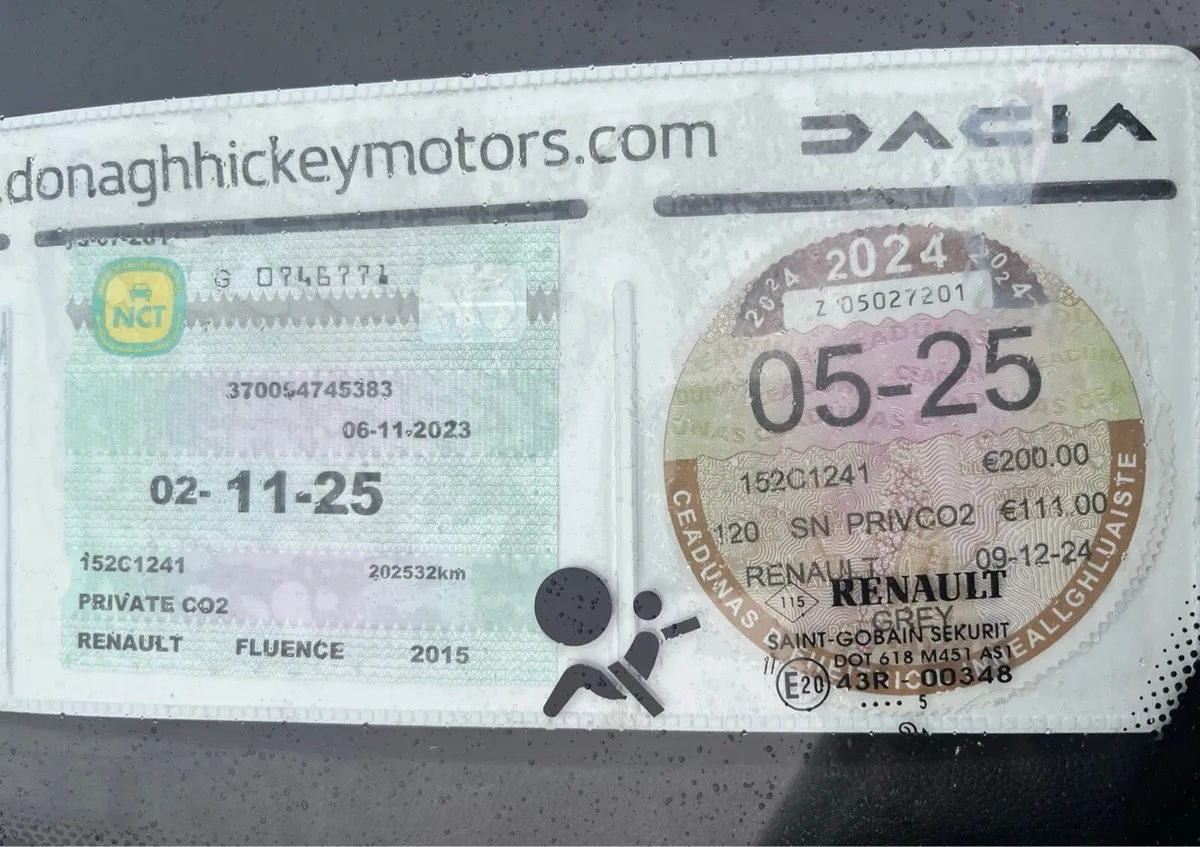 .donaghhickeymotors.com
DACIA
G 0746771
NCT
370054745383
06-11-2023
02-11-25
152C1241 202532km
PRIVATE CO2
RENAULT FLUENCE 2015
2024 2024 2024
Z 05027201
05-25
152C1241 €200.00
120 SN PRIVCO2 €111.00
RENAULT 09-12-24
GREY
CEADÚNAS
115 RENAULT
SAINT-GOBAIN SEKURIT
DOT 618 M451 AS1
11 E20 43R - 00348
.... 5